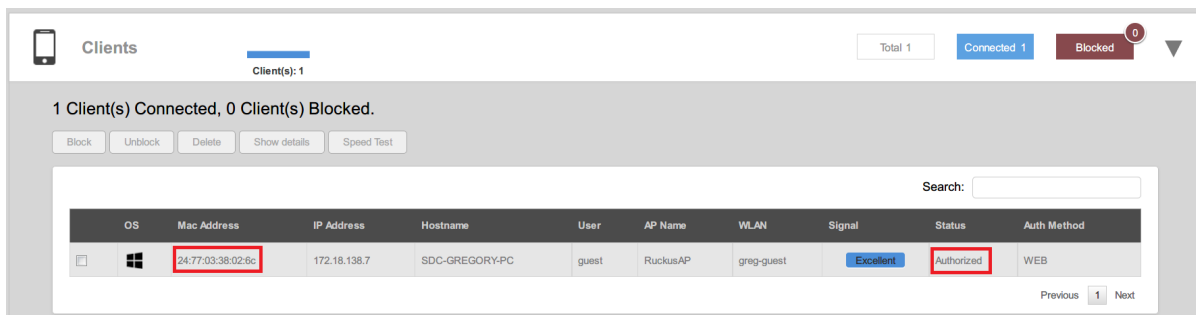 Clients
Client(s): 1
Total 1
Connected 1
Blocked
0
1 Client(s) Connected, 0 Client(s) Blocked.
Block Unblock Delete Show details Speed Test
Search:
OS Mac Address IP Address Hostname User AP Name WLAN Signal Status Auth Method
24:77:03:38:02:6c 172.18.138.7 SDC-GREGORY-PC guest RuckusAP greg-guest Excellent Authorized WEB
Previous 1 Next